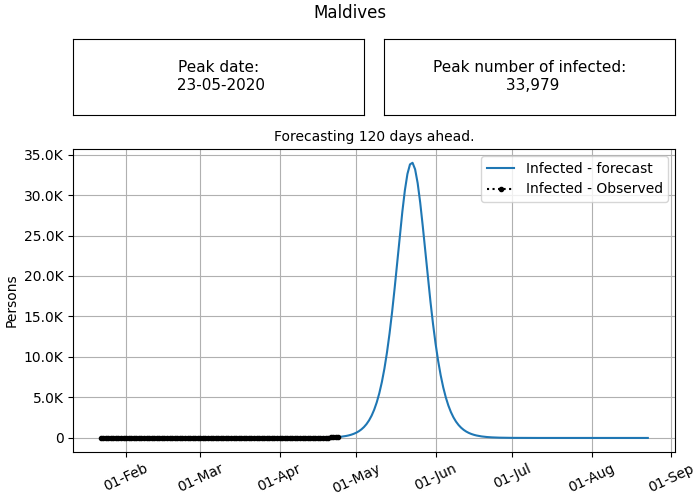 Maldives
Peak date:
23-05-2020
Peak number of infected:
33,979
Forecasting 120 days ahead.
35.0K
30.0K
25.0K
20.0K
15.0K
10.0K
5.0K
0
Persons
Infected - forecast
Infected - Observed
01-Feb
01-Mar
01-Apr
01-May
01-Jun
01-Jul
01-Aug
01-Sep